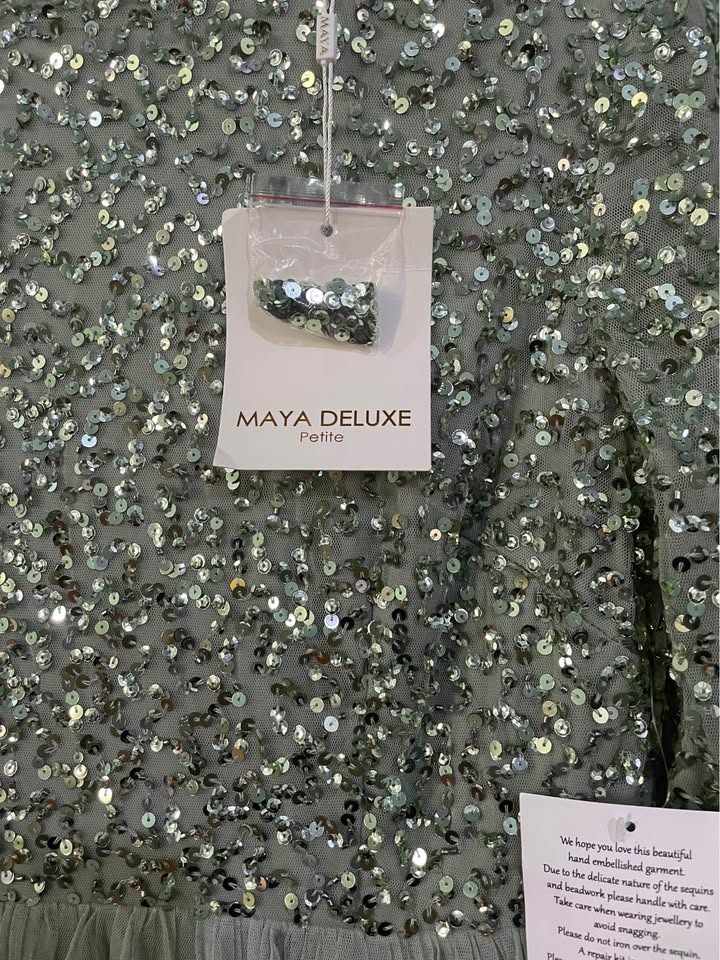 MAYA
MAYA DELUXE
Petite
We hope you love this beautiful
hand embellished garment.
Due to the delicate nature of the sequins
and beadwork please handle with care.
Take care when wearing jewellery to
avoid snagging.
Please do not iron over the sequin.
A repair kit